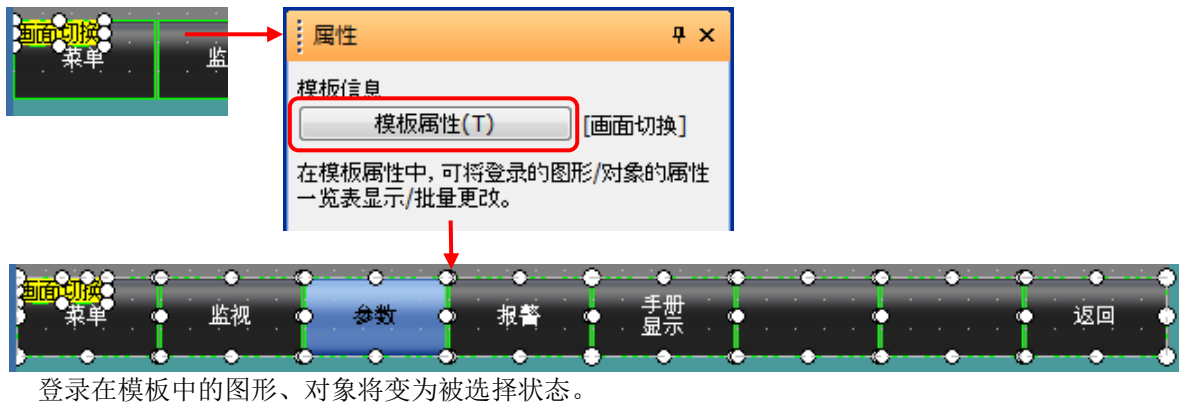 画面切换
菜单
监
属性
模板信息
模板属性(T)
[画面切换]
在模板属性中,可将登录的图形/对象的属性
一览表显示/批量更改。
画面切换
菜单
监视
参数
报警
手册
显示
返回
登录在模板中的图形、对象将变为被选择状态。